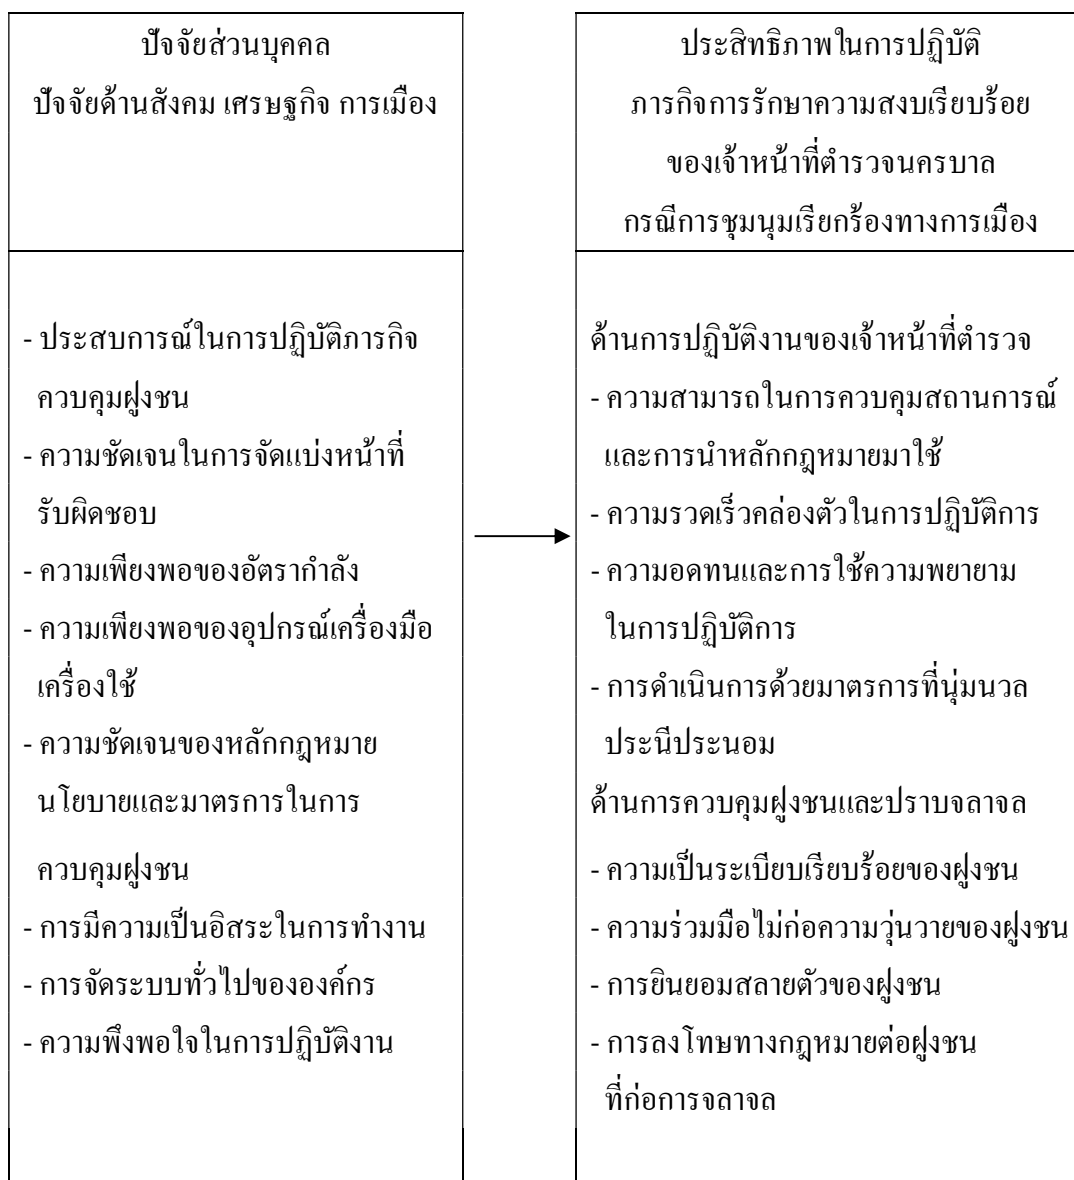 ปัจจัยส่วนบุคคล
ปัจจัยด้านสังคม เศรษฐกิจ การเมือง
ประสิทธิภาพในการปฏิบัติ
ภารกิจการรักษาความสงบเรียบร้อย
ของเจ้าหน้าที่ตำรวจนครบาล
กรณีการชุมนุมเรียกร้องทางการเมือง
- ประสบการณ์ในการปฏิบัติภารกิจ
ควบคุมฝูงชน
- ความชัดเจนในการจัดแบ่งหน้าที่
รับผิดชอบ
- ความเพียงพอของอัตรากำลัง
- ความเพียงพอของอุปกรณ์เครื่องมือ
เครื่องใช้
- ความชัดเจนของหลักกฎหมาย
นโยบายและมาตรการในการ
ควบคุมฝูงชน
- การมีความเป็นอิสระในการทำงาน
- การจัดระบบทั่วไปขององค์กร
- ความพึงพอใจในการปฏิบัติงาน
ด้านการปฏิบัติงานของเจ้าหน้าที่ตำรวจ
- ความสามารถในการควบคุมสถานการณ์
และการนำหลักกฎหมายมาใช้
- ความรวดเร็วคล่องตัวในการปฏิบัติการ
- ความอดทนและการใช้ความพยายาม
ในการปฏิบัติการ
- การดำเนินการด้วยมาตรการที่นุ่มนวล
ประนีประนอม
ด้านการควบคุมฝูงชนและปราบจลาจล
- ความเป็นระเบียบเรียบร้อยของฝูงชน
- ความร่วมมือไม่ก่อความวุ่นวายของฝูงชน
- การยินยอมสลายตัวของฝูงชน
- การลงโทษทางกฎหมายต่อฝูงชน
ที่ก่อการจลาจล